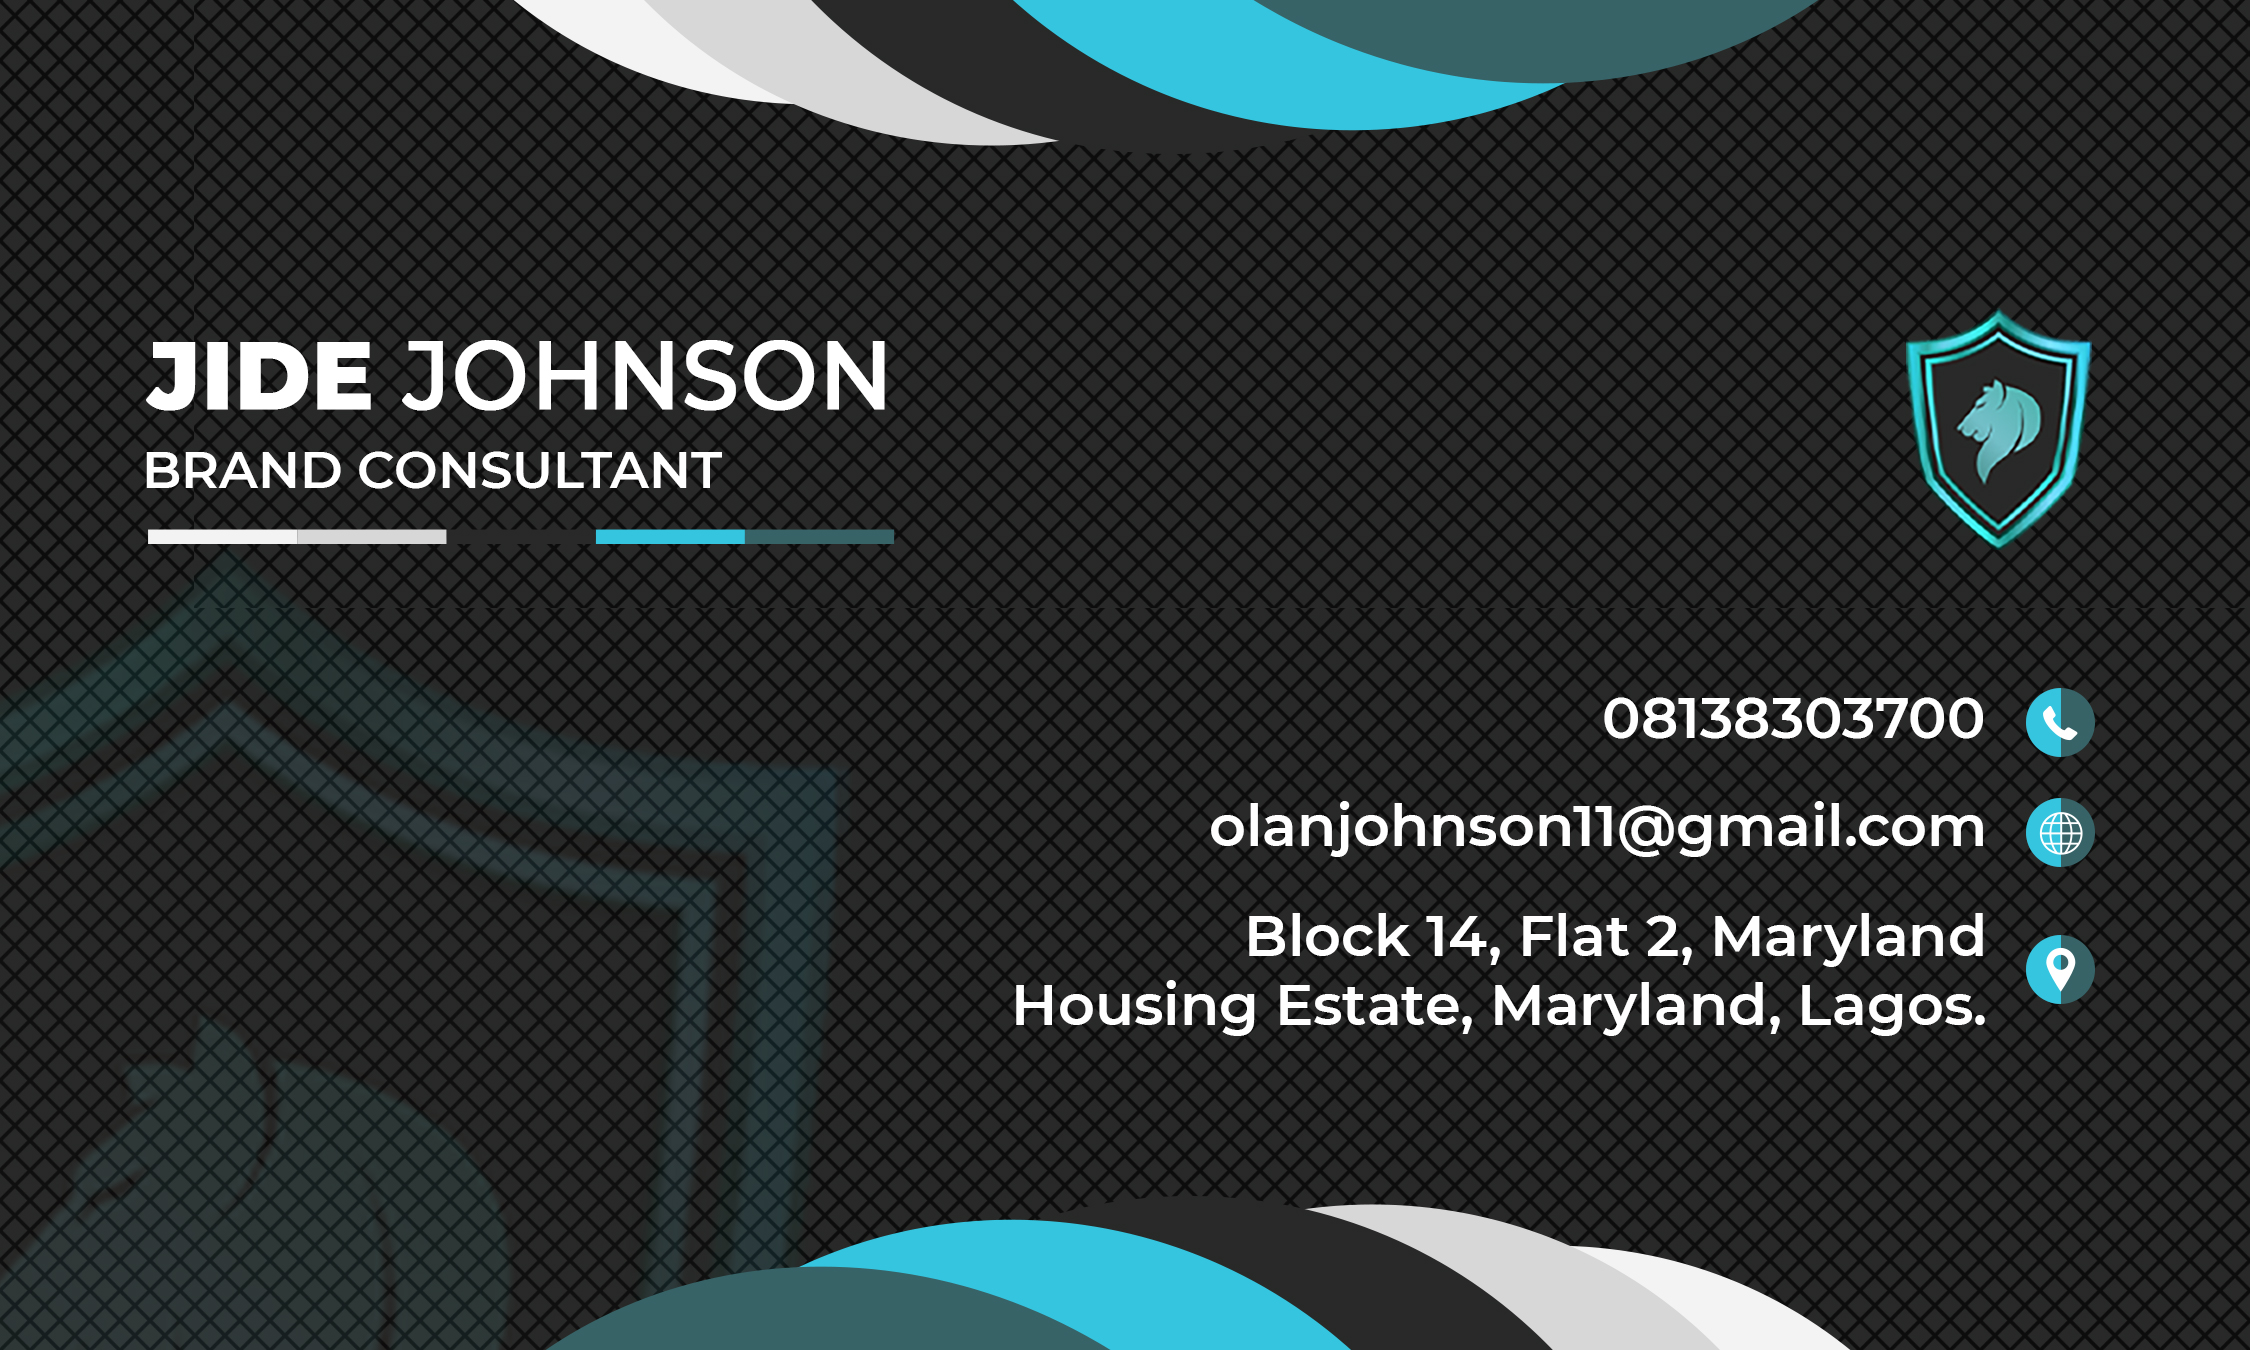 JIDE JOHNSON
BRAND CONSULTANT
08138303700
olanjohnson11@gmail.com
Block 14, Flat 2, Maryland
Housing Estate, Maryland, Lagos.